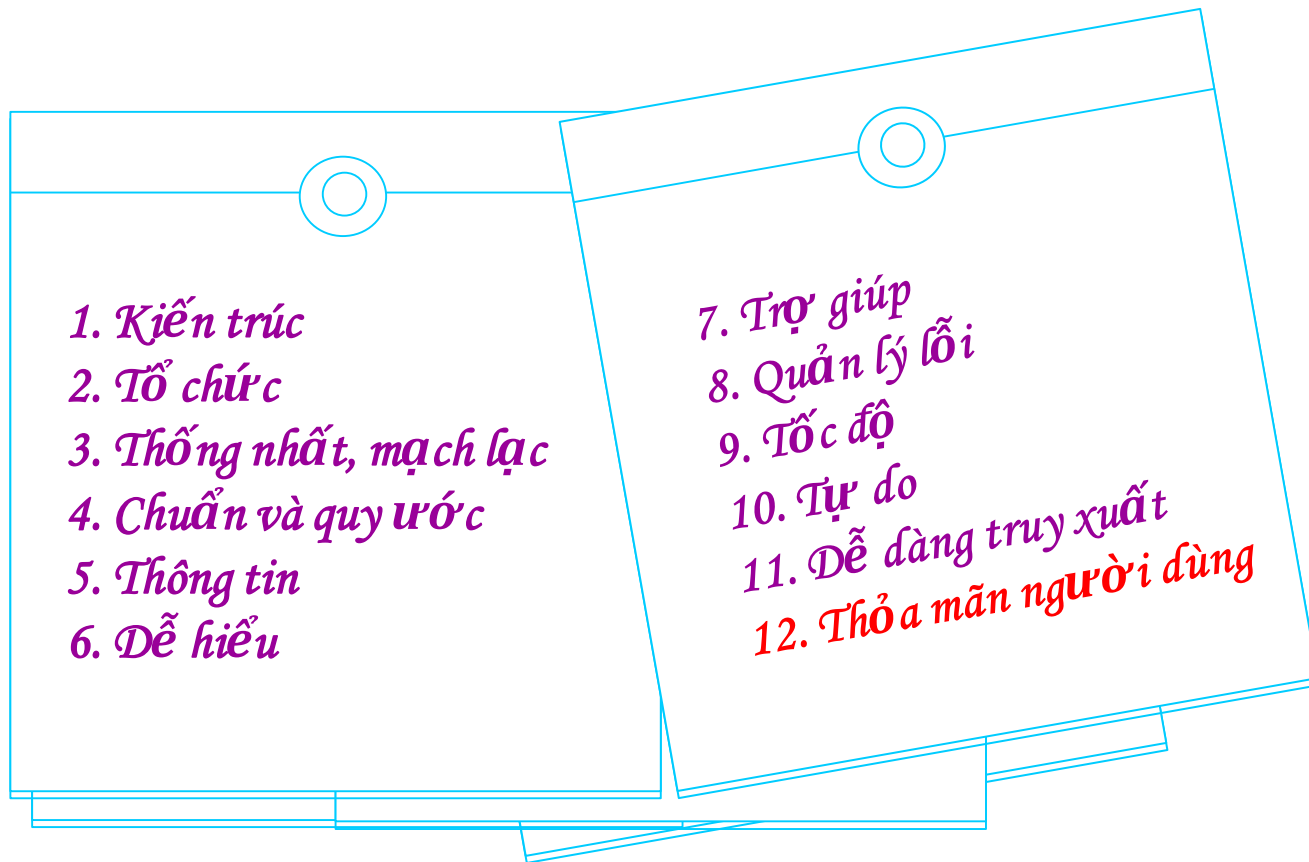 1. Kiến trúc
2. Tổ chức
3. Thống nhất, mạch lạc
4. Chuẩn và quy ước
5. Thông tin
6. Dễ hiểu
7. Trợ giúp
8. Quản lý lỗi
9. Tốc độ
10. Tự do
11. Dễ dàng truy xuất
12. Thỏa mãn người dùng